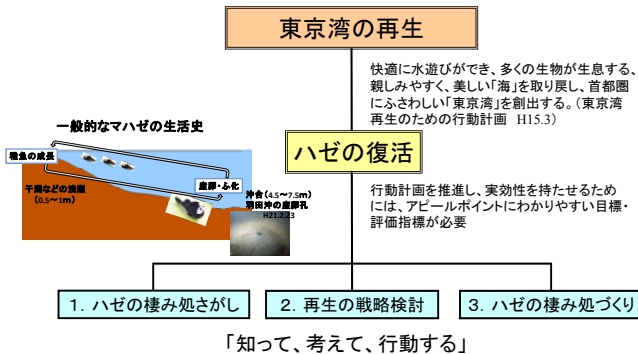 東京湾の再生
快適に水遊びができ、多くの生物が生息する、
親しみやすく、美しい「海」を取り戻し、首都圏
にふさわしい「東京湾」を創出する。（東京湾
再生のための行動計画 H15.3）
一般的なマハゼの生活史
稚魚の成長
干潟などの浅瀬
（0.5～1m）
産卵・ふ化
沖合（4.5～7.5m）
羽田沖の産卵孔
H21.2.23
ハゼの復活
行動計画を推進し、実効性を持たせるため
には、アピールポイントにわかりやすい目標・
評価指標が必要
1．ハゼの棲み処さがし
2．再生の戦略検討
3．ハゼの棲み処づくり
「知って、考えて、行動する」